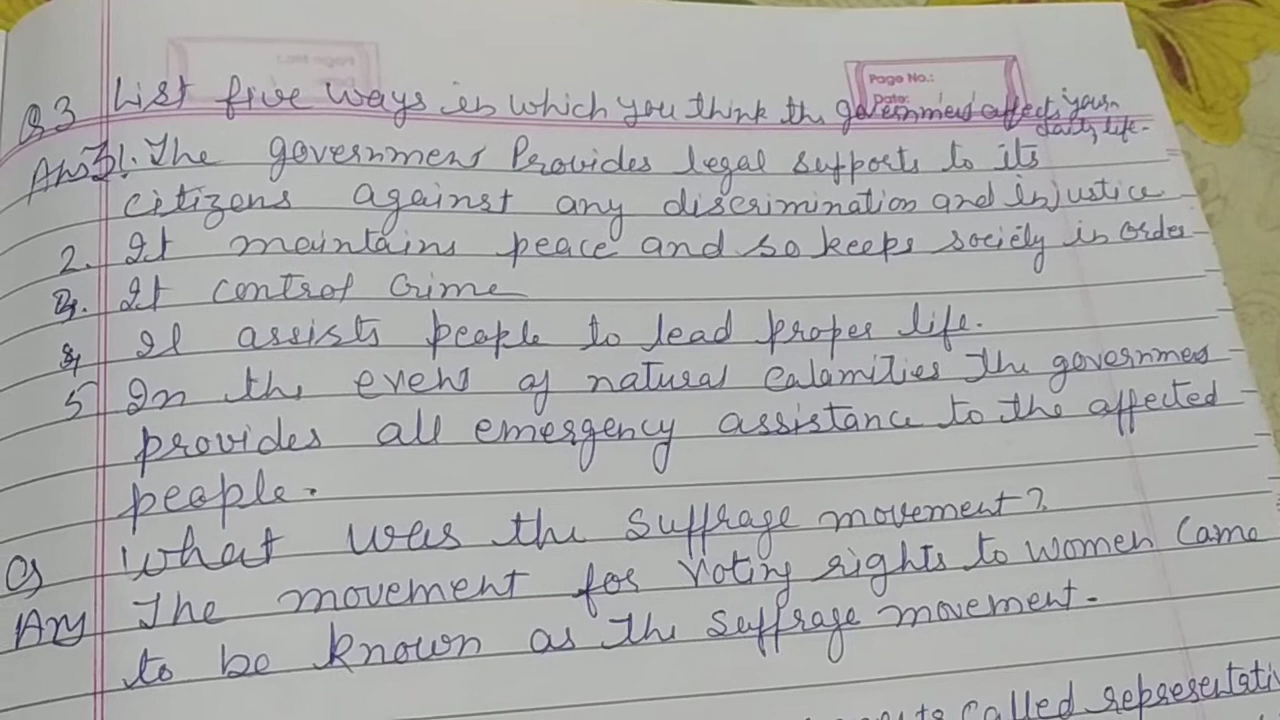 Page No.:
Date:
Q3 List five ways in which you think the government affects your
daily life.
Ans 3 1. The government Provides legal supports to its
citizens against any discrimination and injustice
2. It maintains peace and so keeps society in order
3. It control Crime
4 It assists people to lead proper life.
5 In the event of natural calamities the government
provides all emergency assistance to the affected
people.
Q What was the suffrage movement?
Ans The movement for voting rights to women came
to be known as the suffrage movement.
called representati